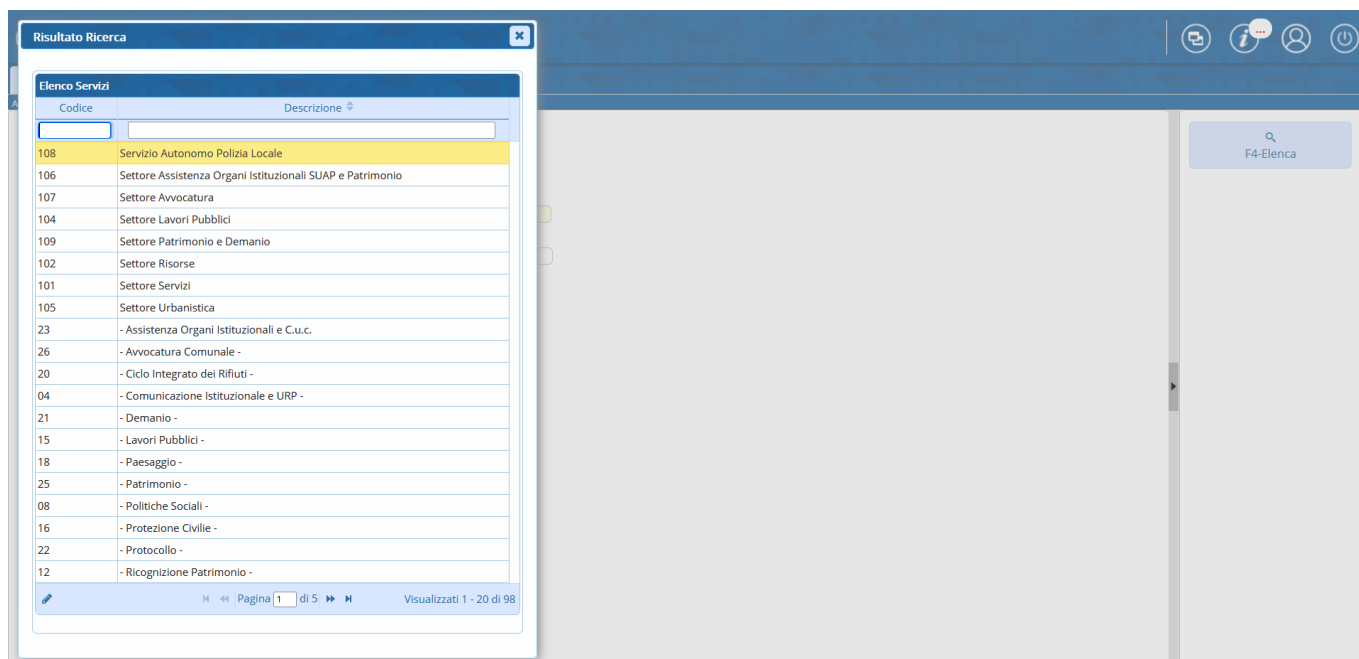 Risultato Ricerca
Elenco Servizi
Codice Descrizione
108 Servizio Autonomo Polizia Locale
106 Settore Assistenza Organi Istituzionali SUAP e Patrimonio
107 Settore Avvocatura
104 Settore Lavori Pubblici
109 Settore Patrimonio e Demanio
102 Settore Risorse
101 Settore Servizi
105 Settore Urbanistica
23 - Assistenza Organi Istituzionali e C.u.c.
26 - Avvocatura Comunale -
20 - Ciclo Integrato dei Rifiuti -
04 - Comunicazione Istituzionale e URP -
21 - Demanio -
15 - Lavori Pubblici -
18 - Paesaggio -
25 - Patrimonio -
08 - Politiche Sociali -
16 - Protezione Civilie -
22 - Protocollo -
12 - Ricognizione Patrimonio -
Pagina 1 di 5 Visualizzati 1 - 20 di 98
F4-Elenca